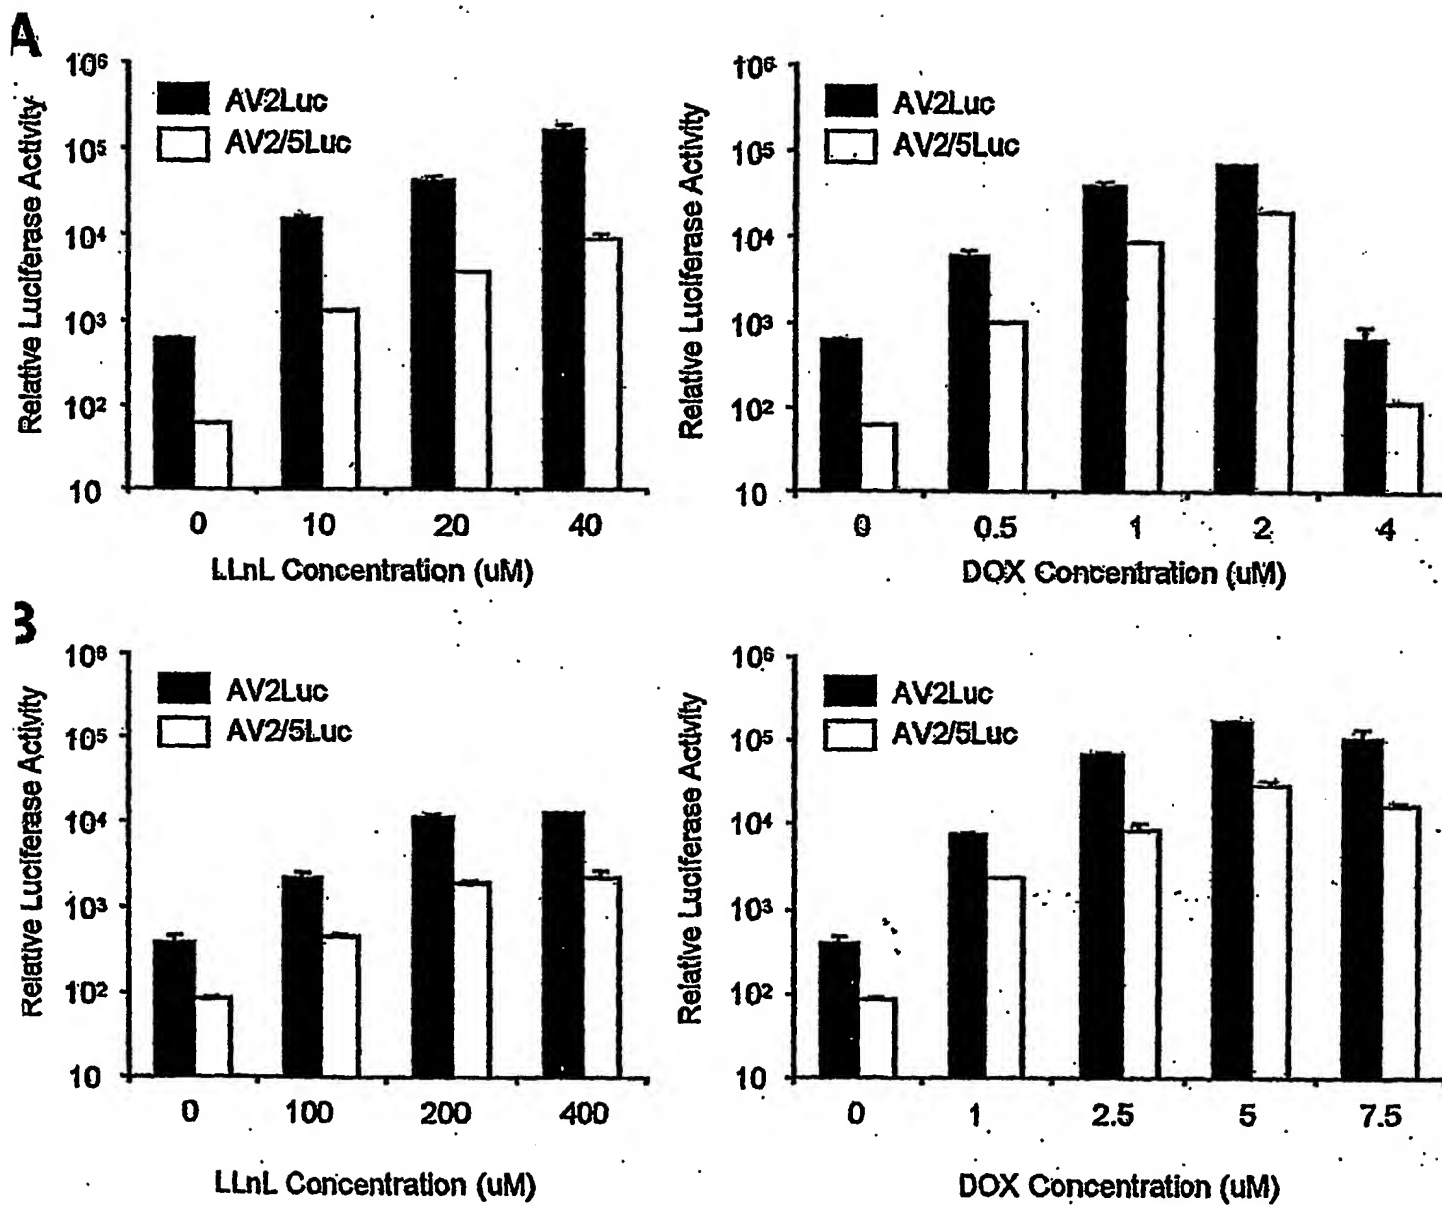 A
10⁶
10⁵
10⁴
10³
10²
10
Relative Luciferase Activity
AV2Luc
AV2/5Luc
0 10 20 40
LLnL Concentration (uM)
10⁶
10⁵
10⁴
10³
10²
10
Relative Luciferase Activity
AV2Luc
AV2/5Luc
0 0.5 1 2 4
DOX Concentration (uM)
10⁶
10⁵
10⁴
10³
10²
10
Relative Luciferase Activity
AV2Luc
AV2/5Luc
0 100 200 400
LLnL Concentration (uM)
10⁶
10⁵
10⁴
10³
10²
10
Relative Luciferase Activity
AV2Luc
AV2/5Luc
0 1 2.5 5 7.5
DOX Concentration (uM)